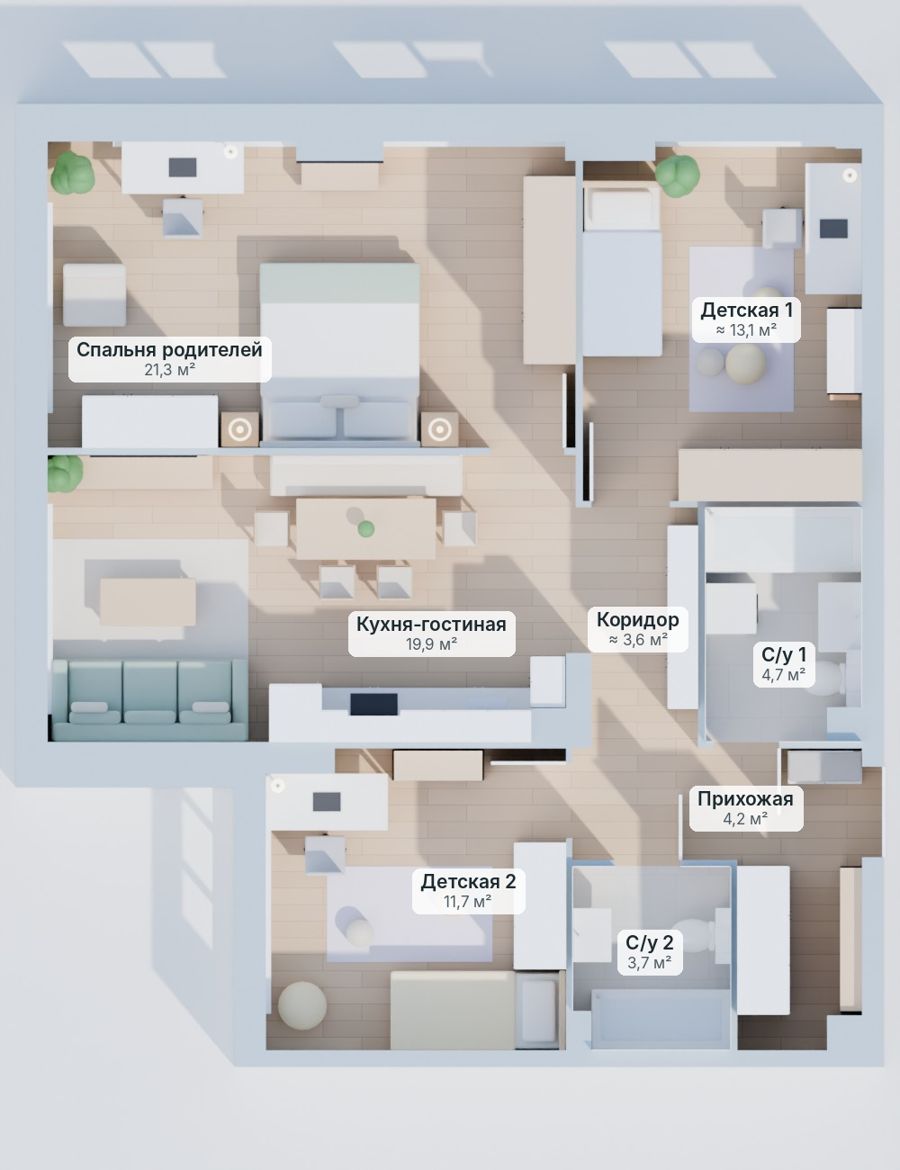 Детская 1
≈ 13,1 м²
Спальня родителей
21,3 м²
Кухня-гостиная
19,9 м²
Коридор
≈ 3,6 м²
С/у 1
4,7 м²
Прихожая
4,2 м²
Детская 2
11,7 м²
С/у 2
3,7 м²